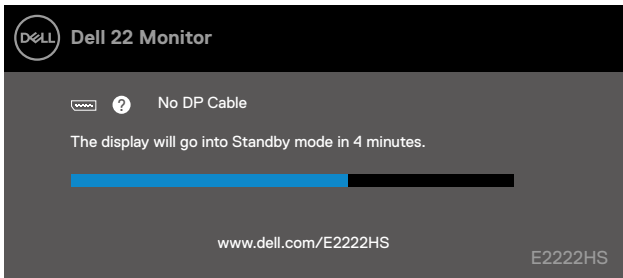 DELL Dell 22 Monitor
? No DP Cable
The display will go into Standby mode in 4 minutes.
www.dell.com/E2222HS
E2222HS